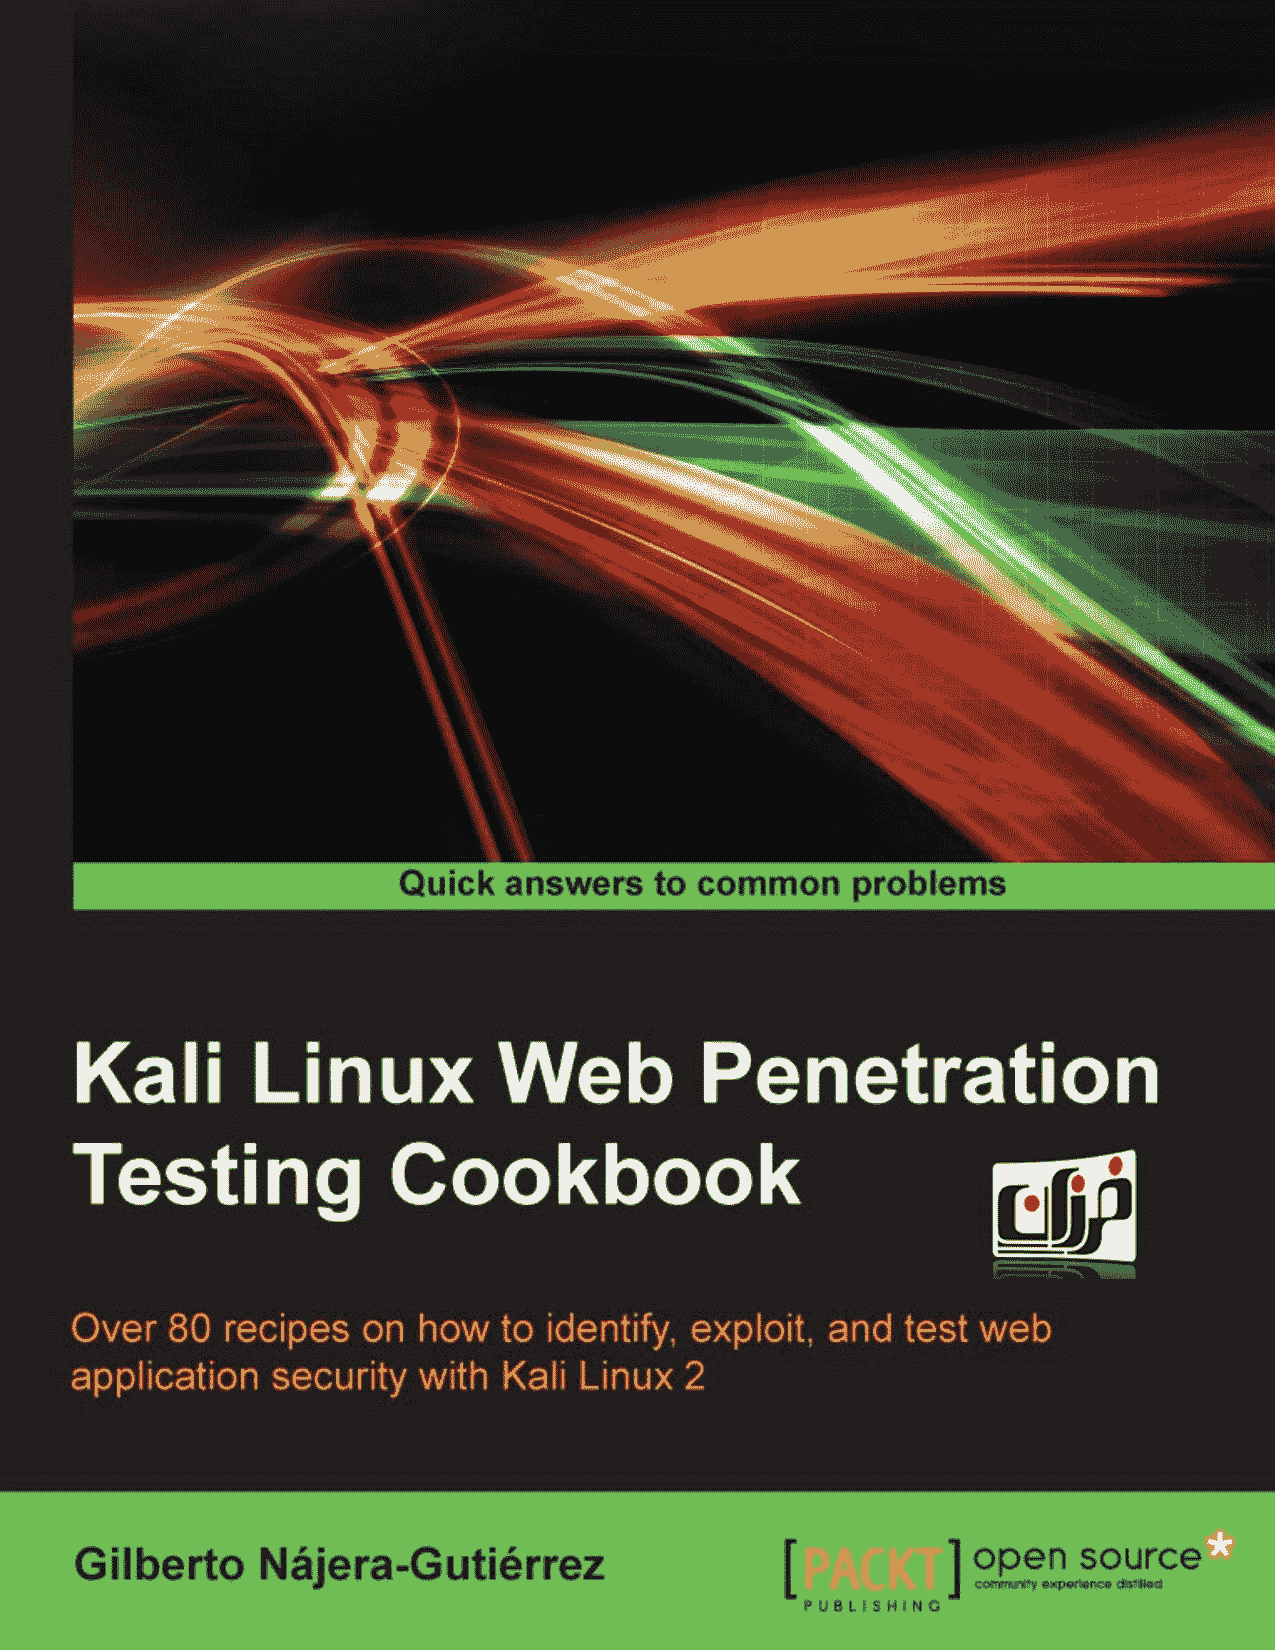 Quick answers to common problems
Kali Linux Web Penetration
Testing Cookbook
Over 80 recipes on how to identify, exploit, and test web
application security with Kali Linux 2
Gilberto Nájera-Gutiérrez
[PACKT] open source*
community experience distilled
PUBLISHING